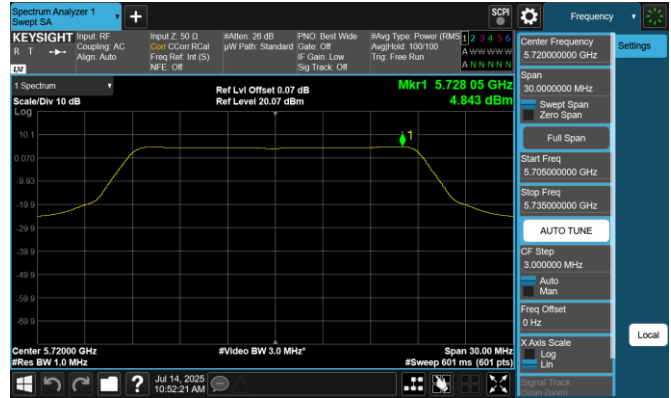 Spectrum Analyzer 1
Swept SA
+
SCPI
Frequency
KEYSIGHT
R T
LXI
Input: RF
Coupling: AC
Align: Auto
Input Z: 50 Ω
Corr CCorr RCal
Freq Ref: Int (S)
NFE: Off
#Atten: 26 dB
µW Path: Standard
PNO: Best Wide
Gate: Off
IF Gain: Low
Sig Track: Off
#Avg Type: Power (RMS
Avg|Hold: 100/100
Trig: Free Run
1 2 3 4 5 6
A W W W W W
A N N N N N
1 Spectrum
Scale/Div 10 dB
Log
Ref Lvl Offset 0.07 dB
Ref Level 20.07 dBm
Mkr1 5.728 05 GHz
4.843 dBm
10.1
0.070
-9.93
-19.9
-29.9
-39.9
-49.9
-59.9
-69.9
1
Center 5.72000 GHz
#Res BW 1.0 MHz
#Video BW 3.0 MHz*
Span 30.00 MHz
#Sweep 601 ms (601 pts)
?
Jul 14, 2025
10:52:21 AM
Center Frequency
5.720000000 GHz
Span
30.0000000 MHz
Swept Span
Zero Span
Full Span
Start Freq
5.705000000 GHz
Stop Freq
5.735000000 GHz
AUTO TUNE
CF Step
3.000000 MHz
Auto
Man
Freq Offset
0 Hz
X Axis Scale
Log
Lin
Signal Track
(Span Zoom)
Settings
Local